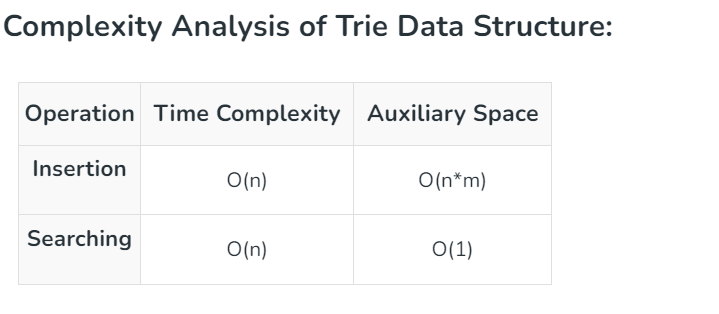 Complexity Analysis of Trie Data Structure:
Operation Time Complexity Auxiliary Space
Insertion O(n) O(n*m)
Searching O(n) O(1)